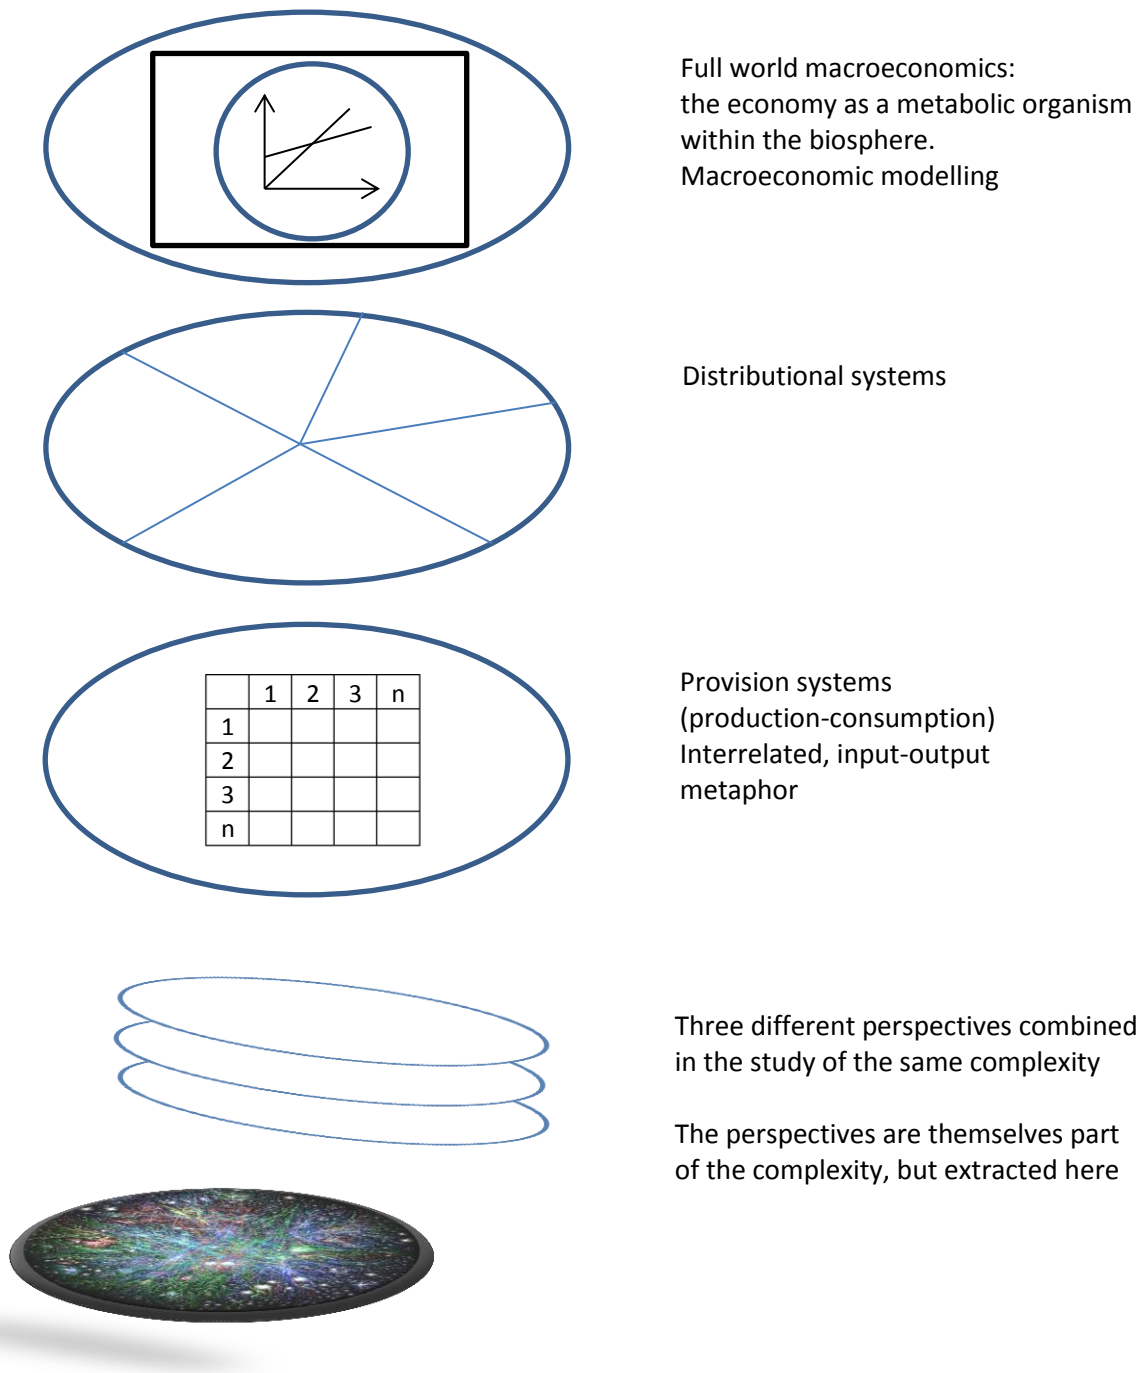 Full world macroeconomics:
the economy as a metabolic organism
within the biosphere.
Macroeconomic modelling
Distributional systems
1 2 3 n
1
2
3
n
Provision systems
(production-consumption)
Interrelated, input-output
metaphor
Three different perspectives combined
in the study of the same complexity
The perspectives are themselves part
of the complexity, but extracted here